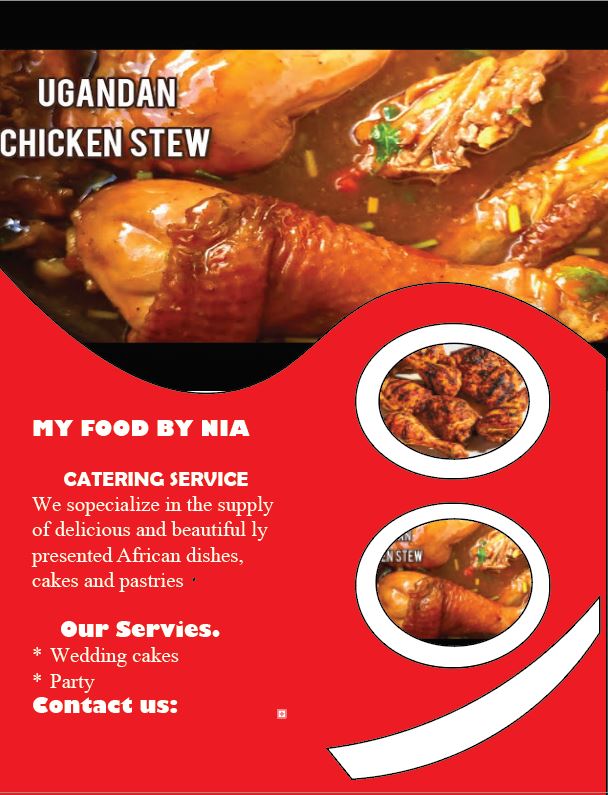 UGANDAN
CHICKEN STEW
MY FOOD BY NIA
CATERING SERVICE
We sopecialize in the supply
of delicious and beautiful ly
presented African dishes,
cakes and pastries
Our Servies.
* Wedding cakes
* Party
Contact us:
EN STEW